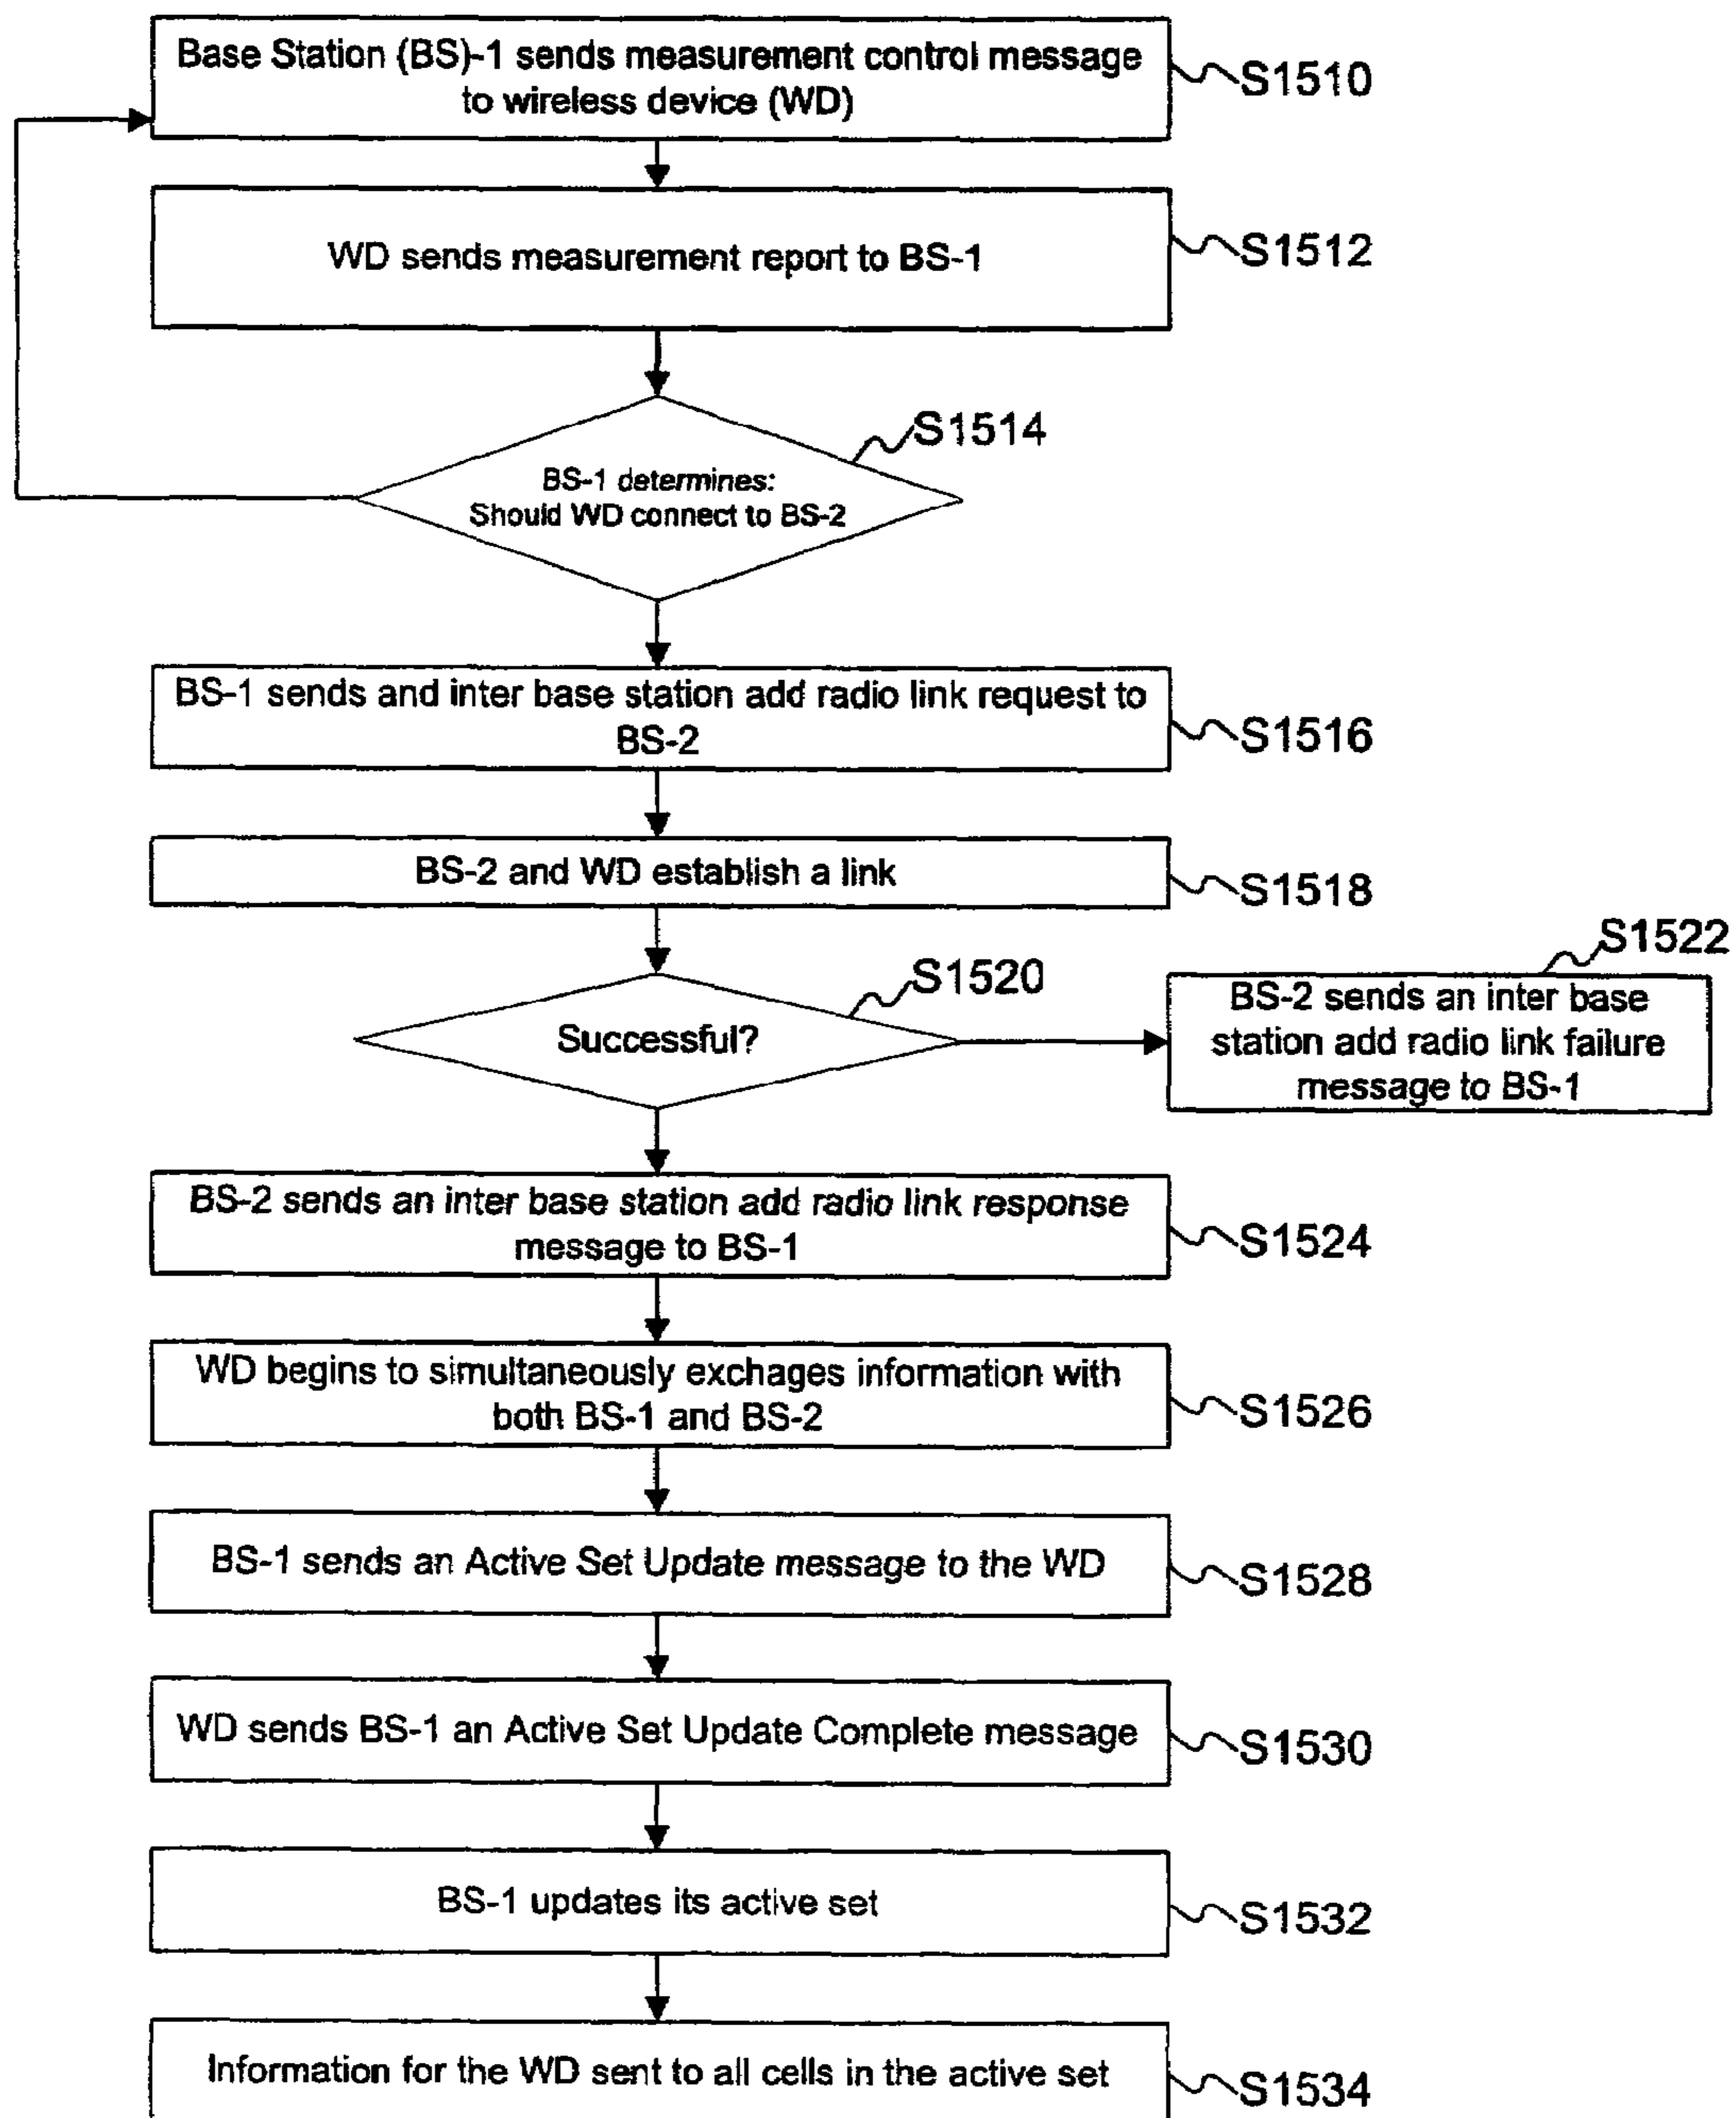 Base Station (BS)-1 sends measurement control message
to wireless device (WD)
S1510
WD sends measurement report to BS-1
S1512
S1514
BS-1 determines:
Should WD connect to BS-2
BS-1 sends and inter base station add radio link request to
BS-2
S1516
BS-2 and WD establish a link
S1518
S1520
Successful?
S1522
BS-2 sends an inter base
station add radio link failure
message to BS-1
BS-2 sends an inter base station add radio link response
message to BS-1
S1524
WD begins to simultaneously exchages information with
both BS-1 and BS-2
S1526
BS-1 sends an Active Set Update message to the WD
S1528
WD sends BS-1 an Active Set Update Complete message
S1530
BS-1 updates its active set
S1532
Information for the WD sent to all cells in the active set
S1534